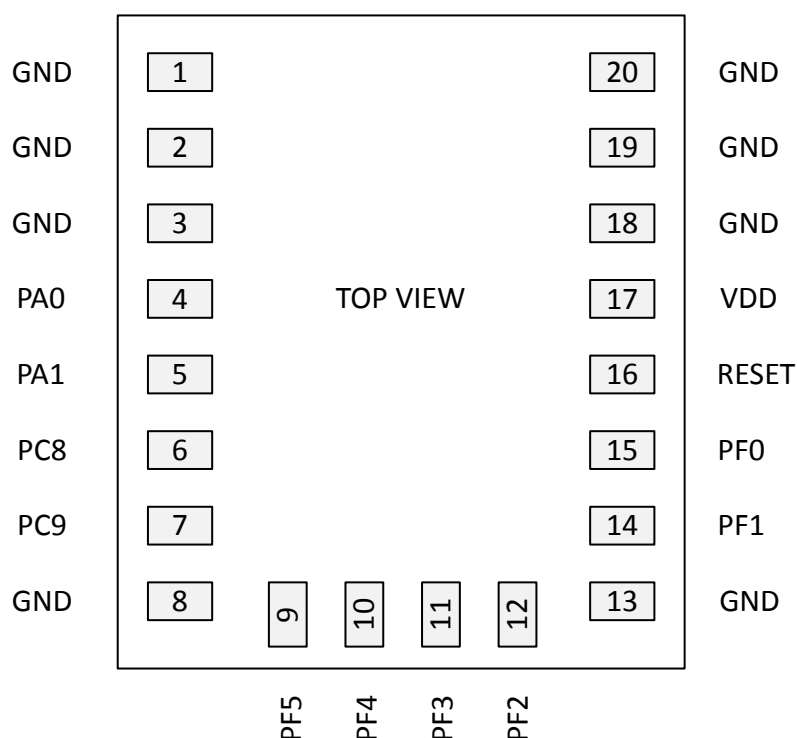 GND 1 20 GND
GND 2 19 GND
GND 3 18 GND
PA0 4 TOP VIEW 17 VDD
PA1 5 16 RESET
PC8 6 15 PF0
PC9 7 14 PF1
GND 8 9 10 11 12 13 GND
PF5 PF4 PF3 PF2